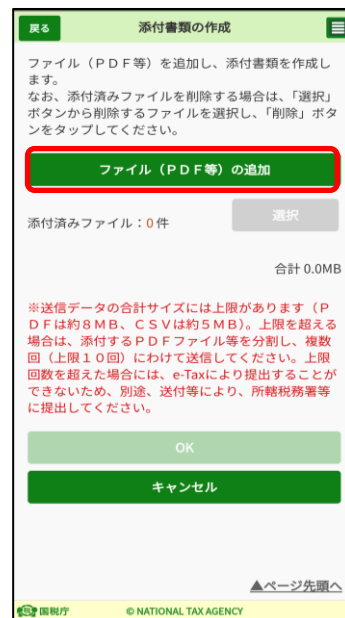 戻る
添付書類の作成
ファイル（ＰＤＦ等）を追加し、添付書類を作成し
ます。
なお、添付済みファイルを削除する場合は、「選択」
ボタンから削除するファイルを選択し、「削除」ボタ
ンをタップしてください。
ファイル（ＰＤＦ等）の追加
添付済みファイル：0 件
選択
合計 0.0MB
※送信データの合計サイズには上限があります（Ｐ
ＤＦは約８ＭＢ、ＣＳＶは約５ＭＢ）。上限を超える
場合は、添付するＰＤＦファイル等を分割し、複数
回（上限１０回）にわけて送信してください。上限
回数を超えた場合には、e-Taxにより提出することが
できないため、別途、送付等により、所轄税務署等
に提出してください。
OK
キャンセル
▲ページ先頭へ
国税庁
© NATIONAL TAX AGENCY